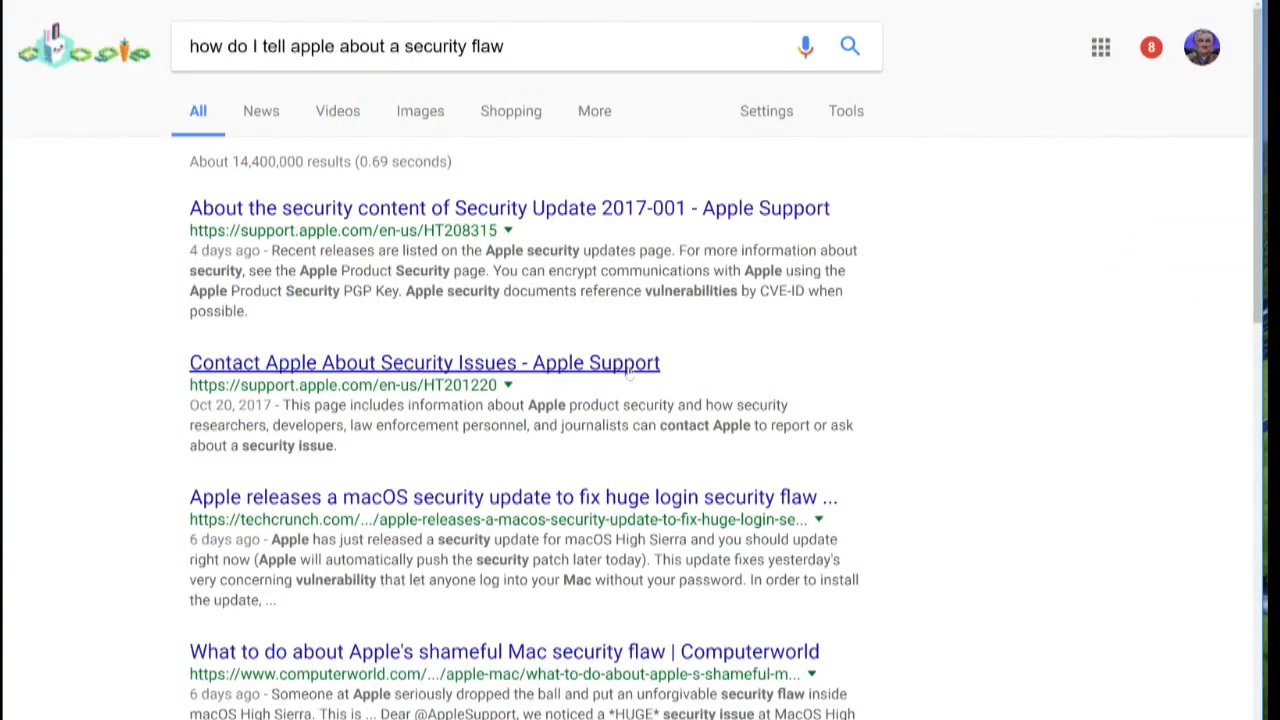 how do I tell apple about a security flaw
8
All News Videos Images Shopping More Settings Tools
About 14,400,000 results (0.69 seconds)
About the security content of Security Update 2017-001 - Apple Support
https://support.apple.com/en-us/HT208315
4 days ago - Recent releases are listed on the Apple security updates page. For more information about
security, see the Apple Product Security page. You can encrypt communications with Apple using the
Apple Product Security PGP Key. Apple security documents reference vulnerabilities by CVE-ID when
possible.
Contact Apple About Security Issues - Apple Support
https://support.apple.com/en-us/HT201220
Oct 20, 2017 - This page includes information about Apple product security and how security
researchers, developers, law enforcement personnel, and journalists can contact Apple to report or ask
about a security issue.
Apple releases a macOS security update to fix huge login security flaw ...
https://techcrunch.com/.../apple-releases-a-macos-security-update-to-fix-huge-login-se...
6 days ago - Apple has just released a security update for macOS High Sierra and you should update
right now (Apple will automatically push the security patch later today). This update fixes yesterday's
very concerning vulnerability that let anyone log into your Mac without your password. In order to install
the update, ...
What to do about Apple's shameful Mac security flaw | Computerworld
https://www.computerworld.com/.../apple-mac/what-to-do-about-apple-s-shameful-m...
6 days ago - Someone at Apple seriously dropped the ball and put an unforgivable security flaw inside
macOS High Sierra. This is ... Dear @AppleSupport, we noticed a *HUGE* security issue at MacOS High